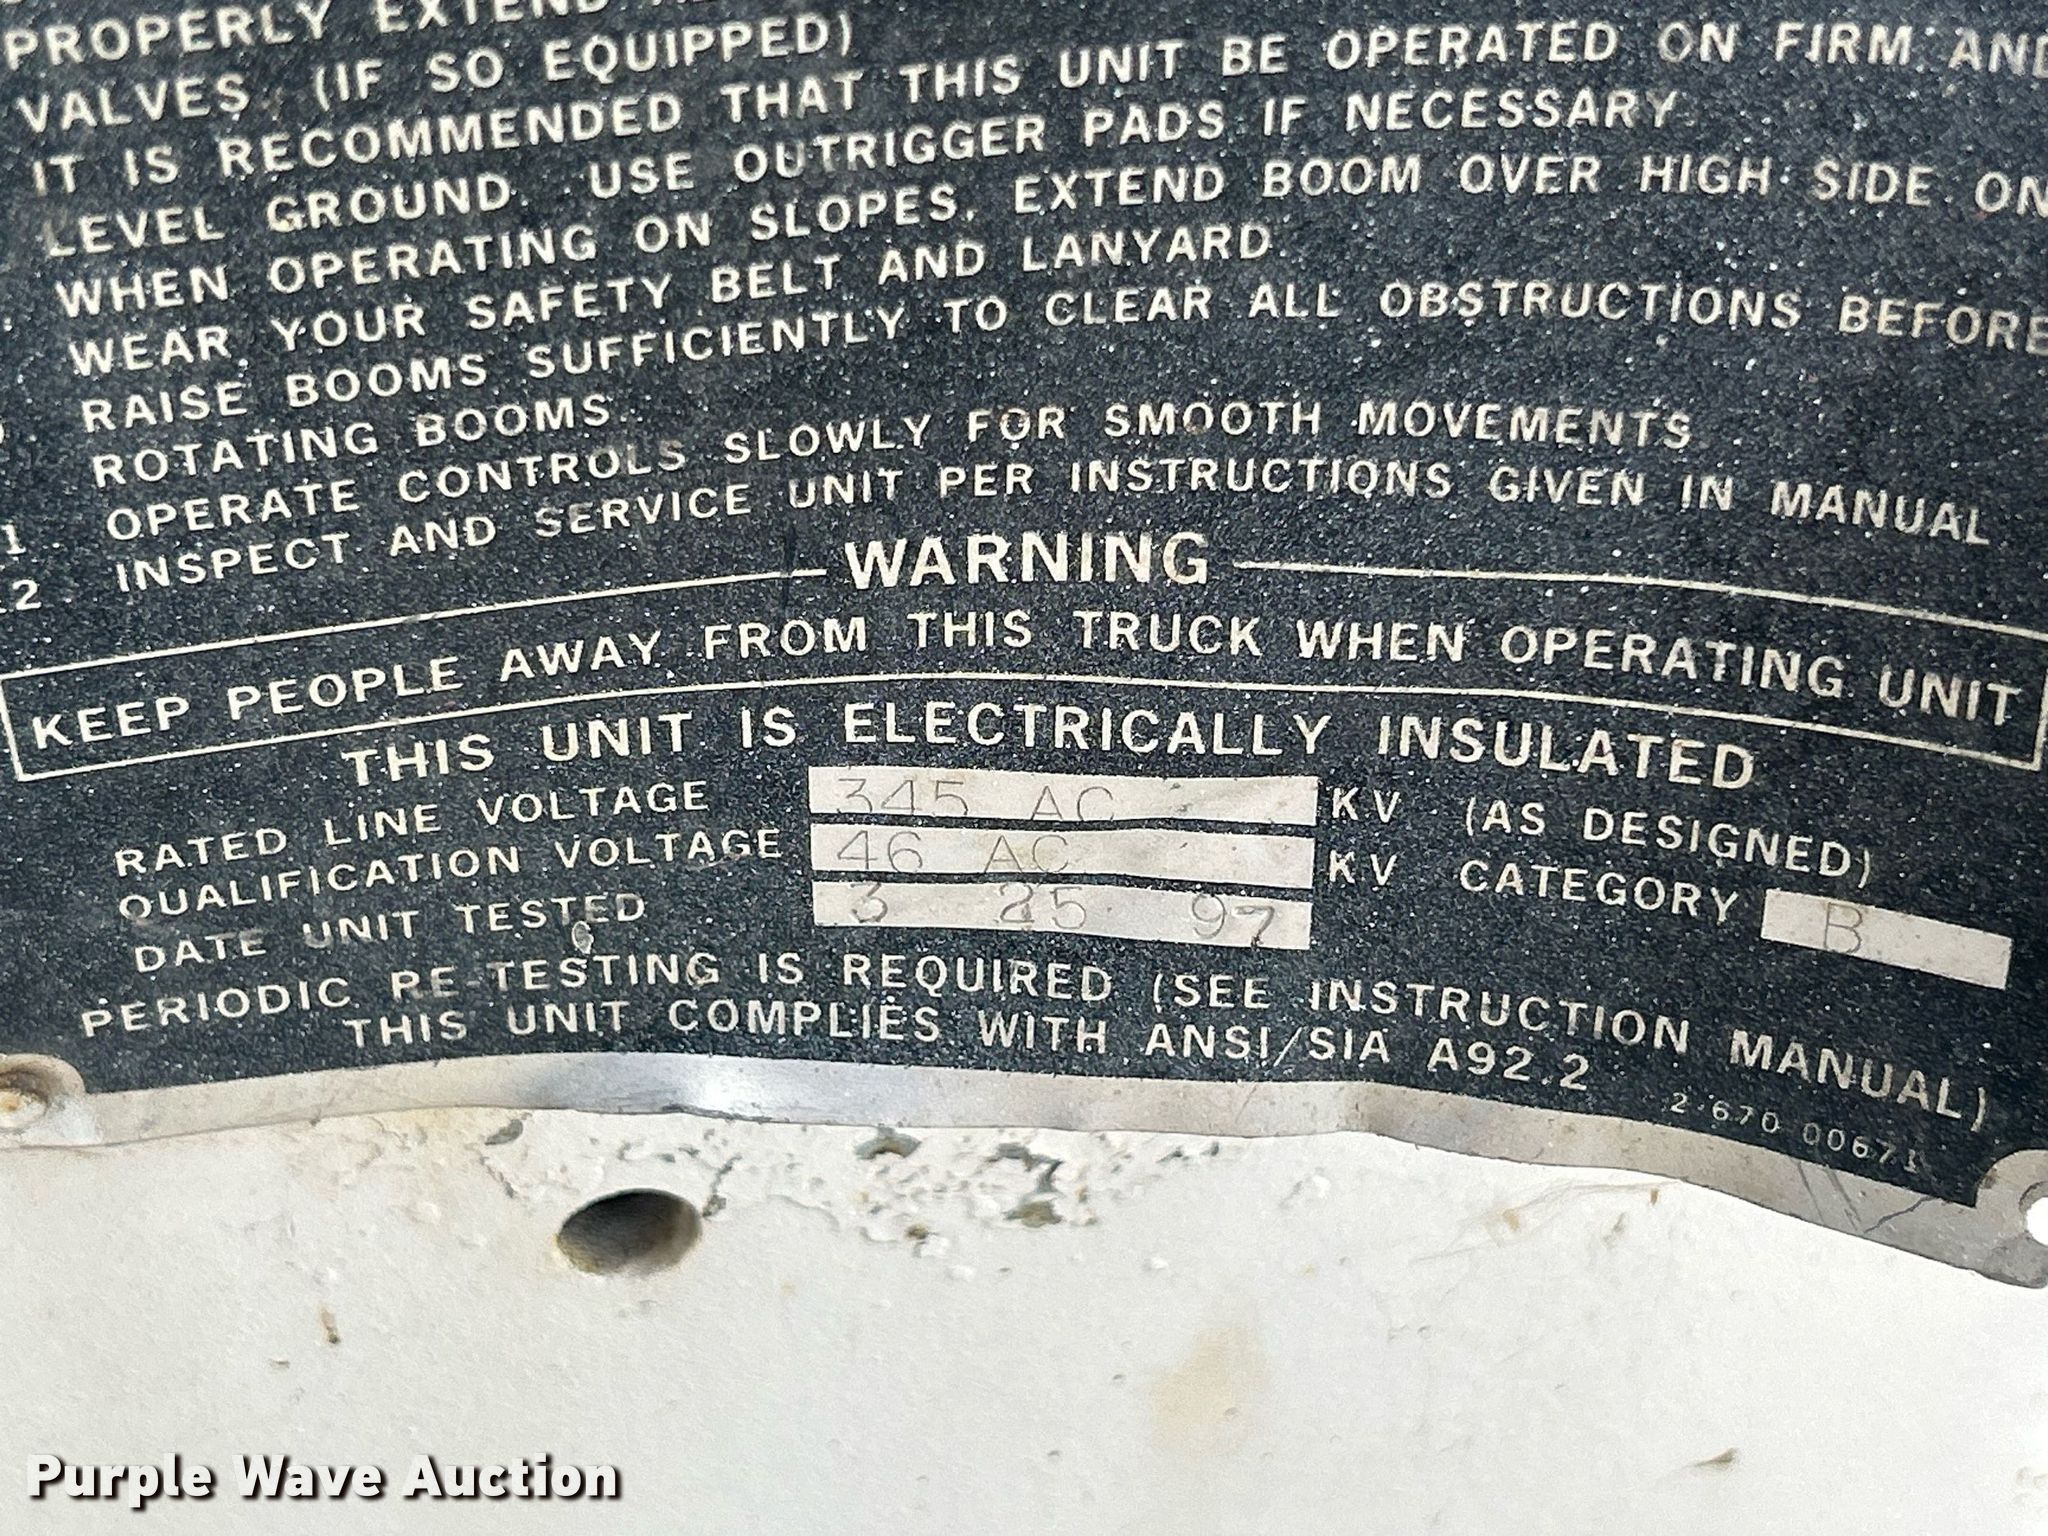 PROPERLY EXTEND
VALVES. (IF SO EQUIPPED)
IT IS RECOMMENDED THAT THIS UNIT BE OPERATED ON FIRM AND
LEVEL GROUND. USE OUTRIGGER PADS IF NECESSARY.
WHEN OPERATING ON SLOPES, EXTEND BOOM OVER HIGH SIDE ON
WEAR YOUR SAFETY BELT AND LANYARD.
RAISE BOOMS SUFFICIENTLY TO CLEAR ALL OBSTRUCTIONS BEFORE
ROTATING BOOMS.
1 OPERATE CONTROLS SLOWLY FOR SMOOTH MOVEMENTS
2 INSPECT AND SERVICE UNIT PER INSTRUCTIONS GIVEN IN MANUAL
WARNING
KEEP PEOPLE AWAY FROM THIS TRUCK WHEN OPERATING UNIT
THIS UNIT IS ELECTRICALLY INSULATED
RATED LINE VOLTAGE 345 AC KV (AS DESIGNED)
QUALIFICATION VOLTAGE 46 AC KV CATEGORY B
DATE UNIT TESTED 3 25 97
PERIODIC RE-TESTING IS REQUIRED (SEE INSTRUCTION MANUAL)
THIS UNIT COMPLIES WITH ANSI/SIA A92.2
2 670 00671
Purple Wave Auction